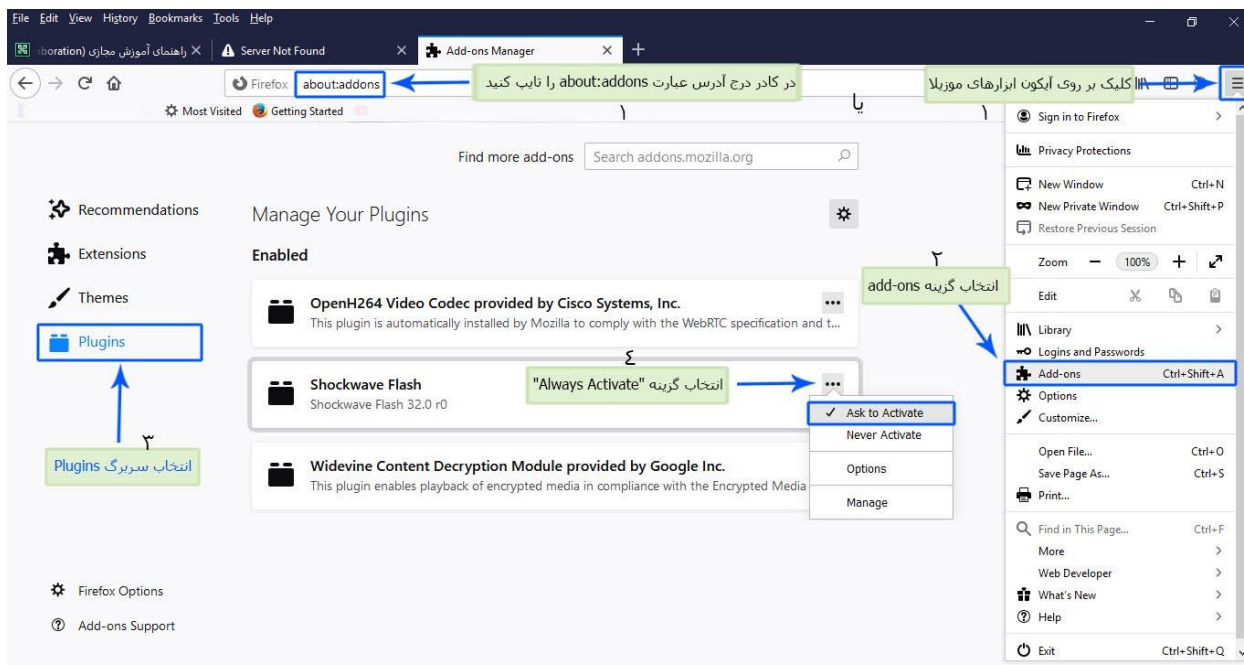 File Edit View History Bookmarks Tools Help
راهنمای آموزش مجازی (boration
Server Not Found
Add-ons Manager
Firefox about:addons
در کادر درج آدرس عبارت about:addons را تایپ کنید
کلیک بر روی آیکون ابزارهای موزیلا
۱
یا
۱
Most Visited Getting Started
Find more add-ons Search addons.mozilla.org
Recommendations
Extensions
Themes
Plugins
۳
انتخاب سربرگ Plugins
Firefox Options
Add-ons Support
Manage Your Plugins
Enabled
OpenH264 Video Codec provided by Cisco Systems, Inc.
This plugin is automatically installed by Mozilla to comply with the WebRTC specification and t...
٤
Shockwave Flash
Shockwave Flash 32.0 r0
انتخاب گزینه "Always Activate"
Widevine Content Decryption Module provided by Google Inc.
This plugin enables playback of encrypted media in compliance with the Encrypted Media
Ask to Activate
Never Activate
Options
Manage
۲
انتخاب گزینه add-ons
Sign in to Firefox
Privacy Protections
New Window Ctrl+N
New Private Window Ctrl+Shift+P
Restore Previous Session
Zoom 100%
Edit
Library
Logins and Passwords
Add-ons Ctrl+Shift+A
Options
Customize...
Open File... Ctrl+O
Save Page As... Ctrl+S
Print...
Find in This Page... Ctrl+F
More
Web Developer
What's New
Help
Exit Ctrl+Shift+Q